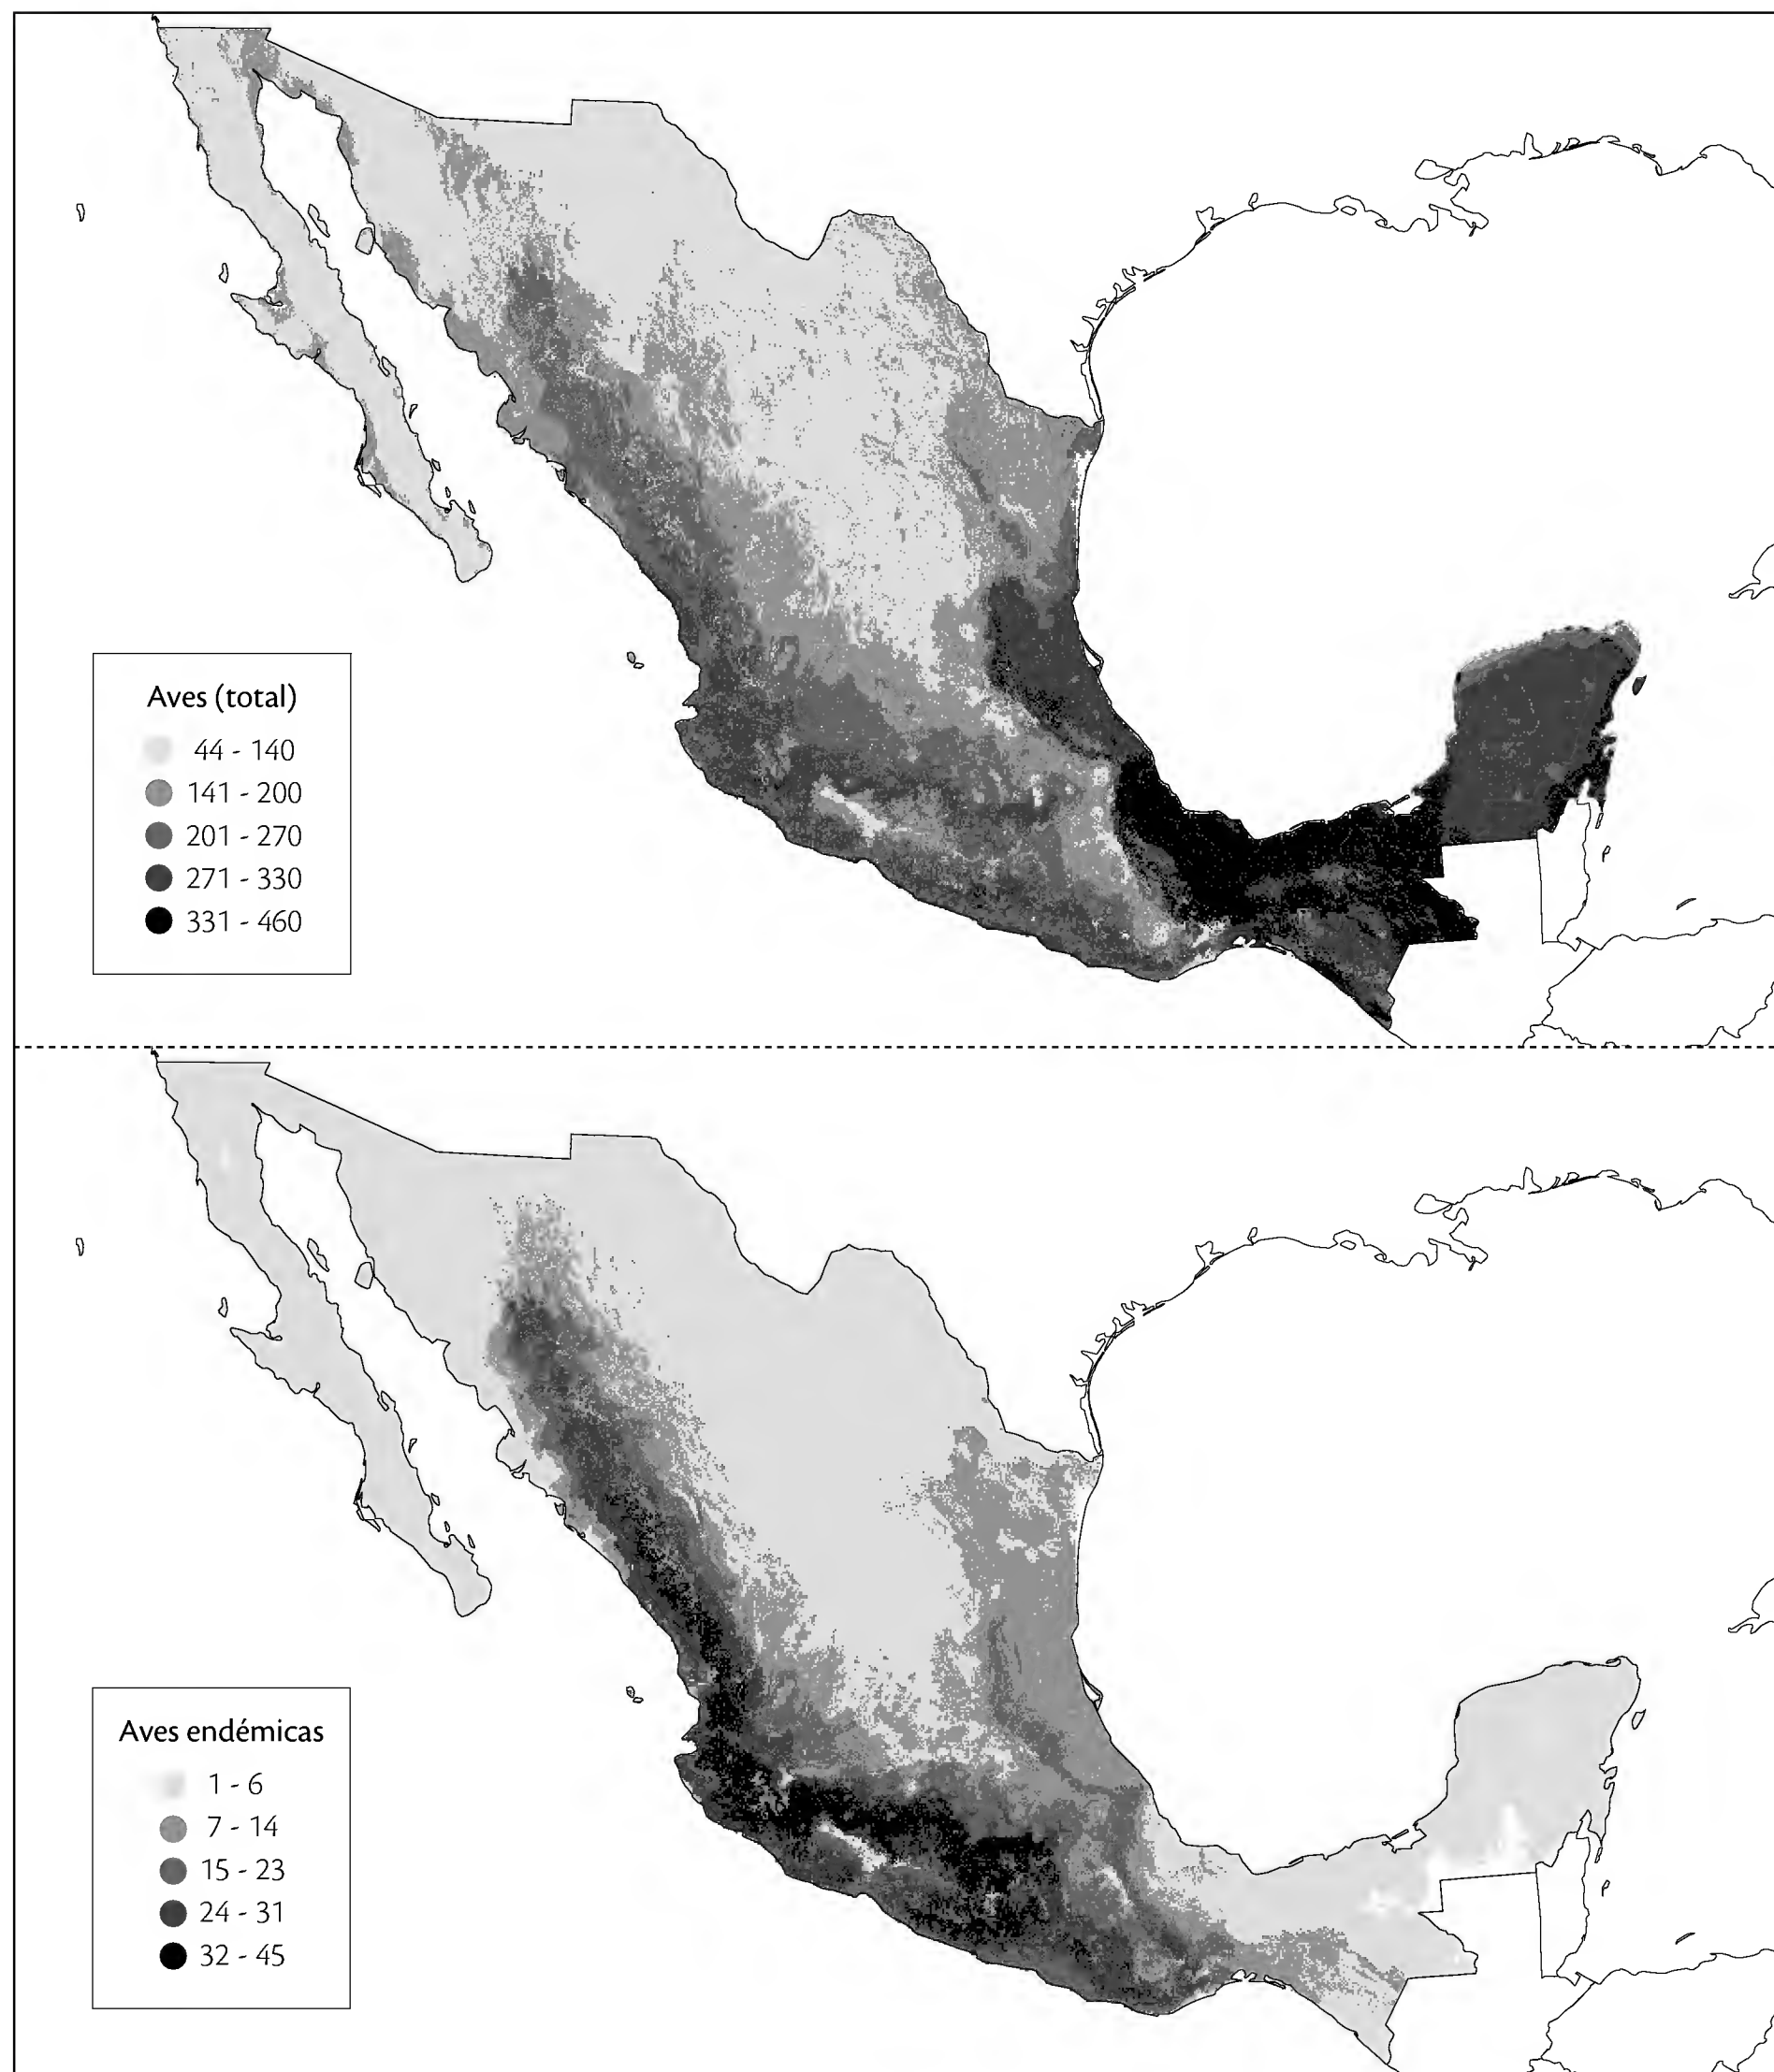 Aves (total)
44 - 140
141 - 200
201 - 270
271 - 330
331 - 460
Aves endémicas
1 - 6
7 - 14
15 - 23
24 - 31
32 - 45